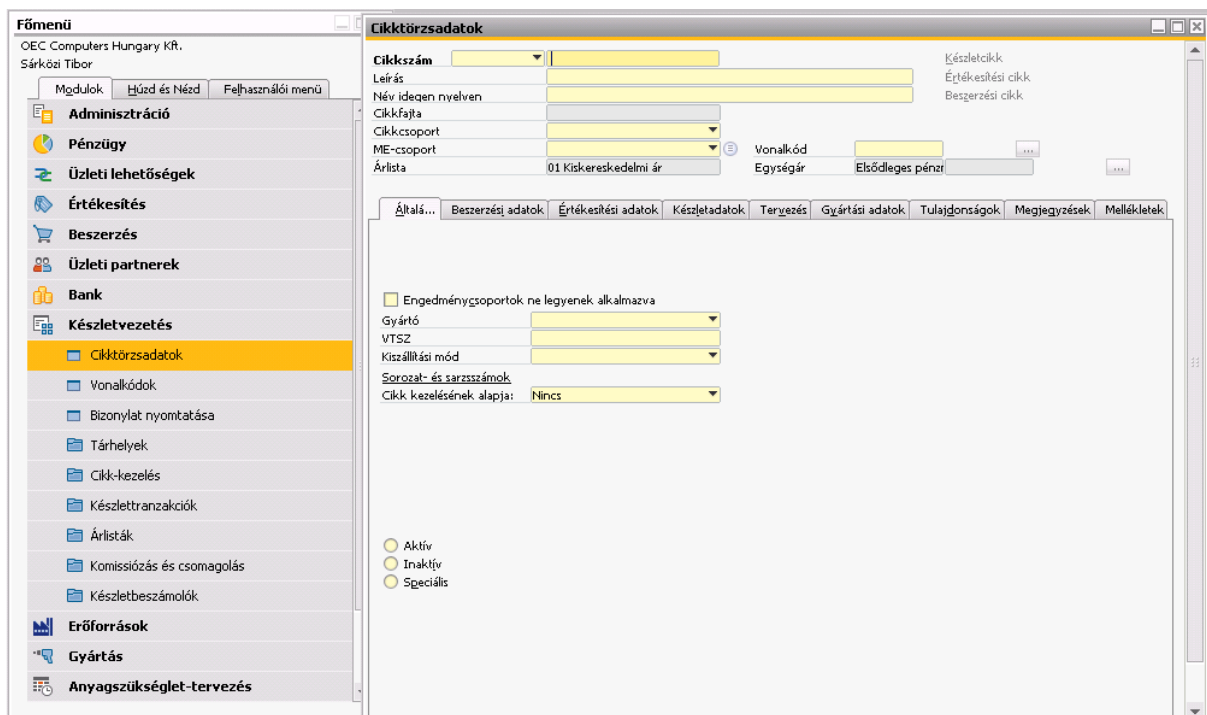 Főmenü
OEC Computers Hungary Kft.
Sárközi Tibor
Modulok Húzd és Nézd Felhasználói menü
Adminisztráció
Pénzügy
Üzleti lehetőségek
Értékesítés
Beszerzés
Üzleti partnerek
Bank
Készletvezetés
Cikktörzsadatok
Vonalkódok
Bizonylat nyomtatása
Tárhelyek
Cikk-kezelés
Készlettranzakciók
Árlisták
Komissiózás és csomagolás
Készletbeszámolók
Erőforrások
Gyártás
Anyagszükséglet-tervezés
Cikktörzsadatok
Cikkszám
Készletcikk
Leírás
Értékesítési cikk
Név idegen nyelven
Beszerzési cikk
Cikkfajta
Cikkcsoport
ME-csoport
Vonalkód
...
Árlista 01 Kiskereskedelmi ár
Egységár Elsődleges pénzr
...
Általá... Beszerzési adatok Értékesítési adatok Készletadatok Tervezés Gyártási adatok Tulajdonságok Megjegyzések Mellékletek
Engedménycsoportok ne legyenek alkalmazva
Gyártó
VTSZ
Kiszállítási mód
Sorozat- és sarzsszámok
Cikk kezelésének alapja: Nincs
Aktív
Inaktív
Speciális